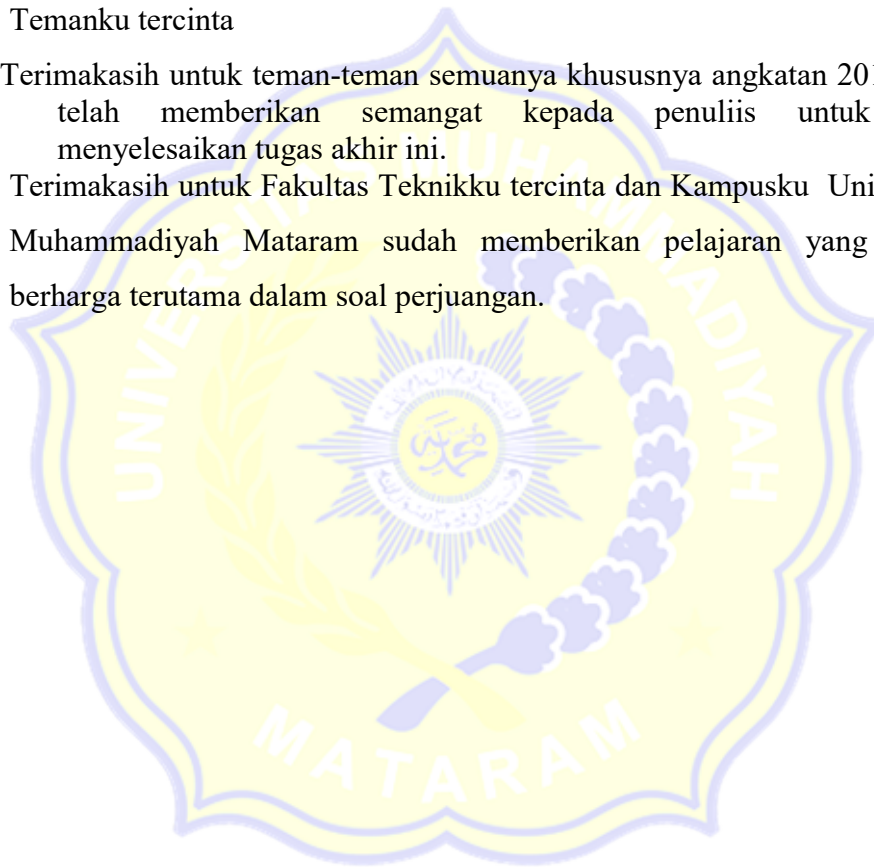 Temanku tercinta
Terimakasih untuk teman-teman semuanya khususnya angkatan 201
telah memberikan semangat kepada penuliis untuk
menyelesaikan tugas akhir ini.
Terimakasih untuk Fakultas Teknikku tercinta dan Kampusku Uni
Muhammadiyah Mataram sudah memberikan pelajaran yang
berharga terutama dalam soal perjuangan.
UNIVERSITAS MUHAMMADIYAH
MATARAM